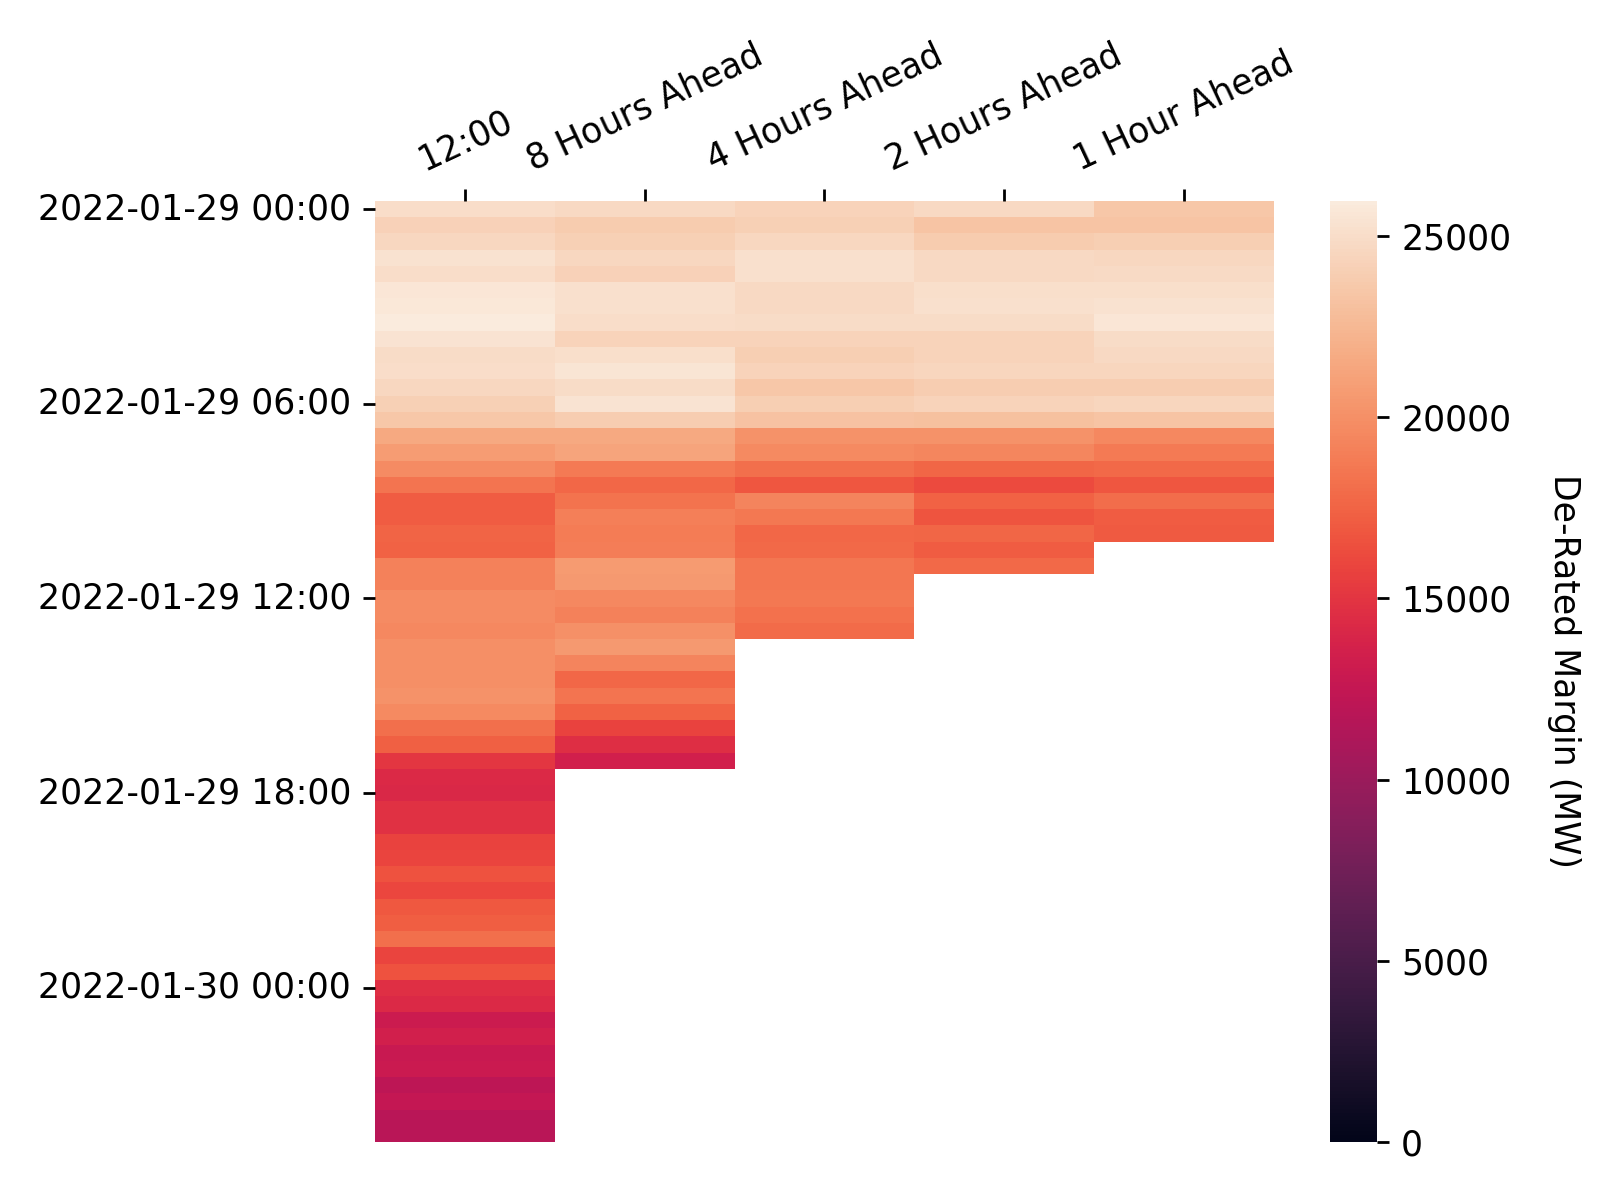 12:00
8 Hours Ahead
4 Hours Ahead
2 Hours Ahead
1 Hour Ahead
2022-01-29 00:00
2022-01-29 06:00
2022-01-29 12:00
2022-01-29 18:00
2022-01-30 00:00
25000
20000
15000
10000
5000
0
De-Rated Margin (MW)